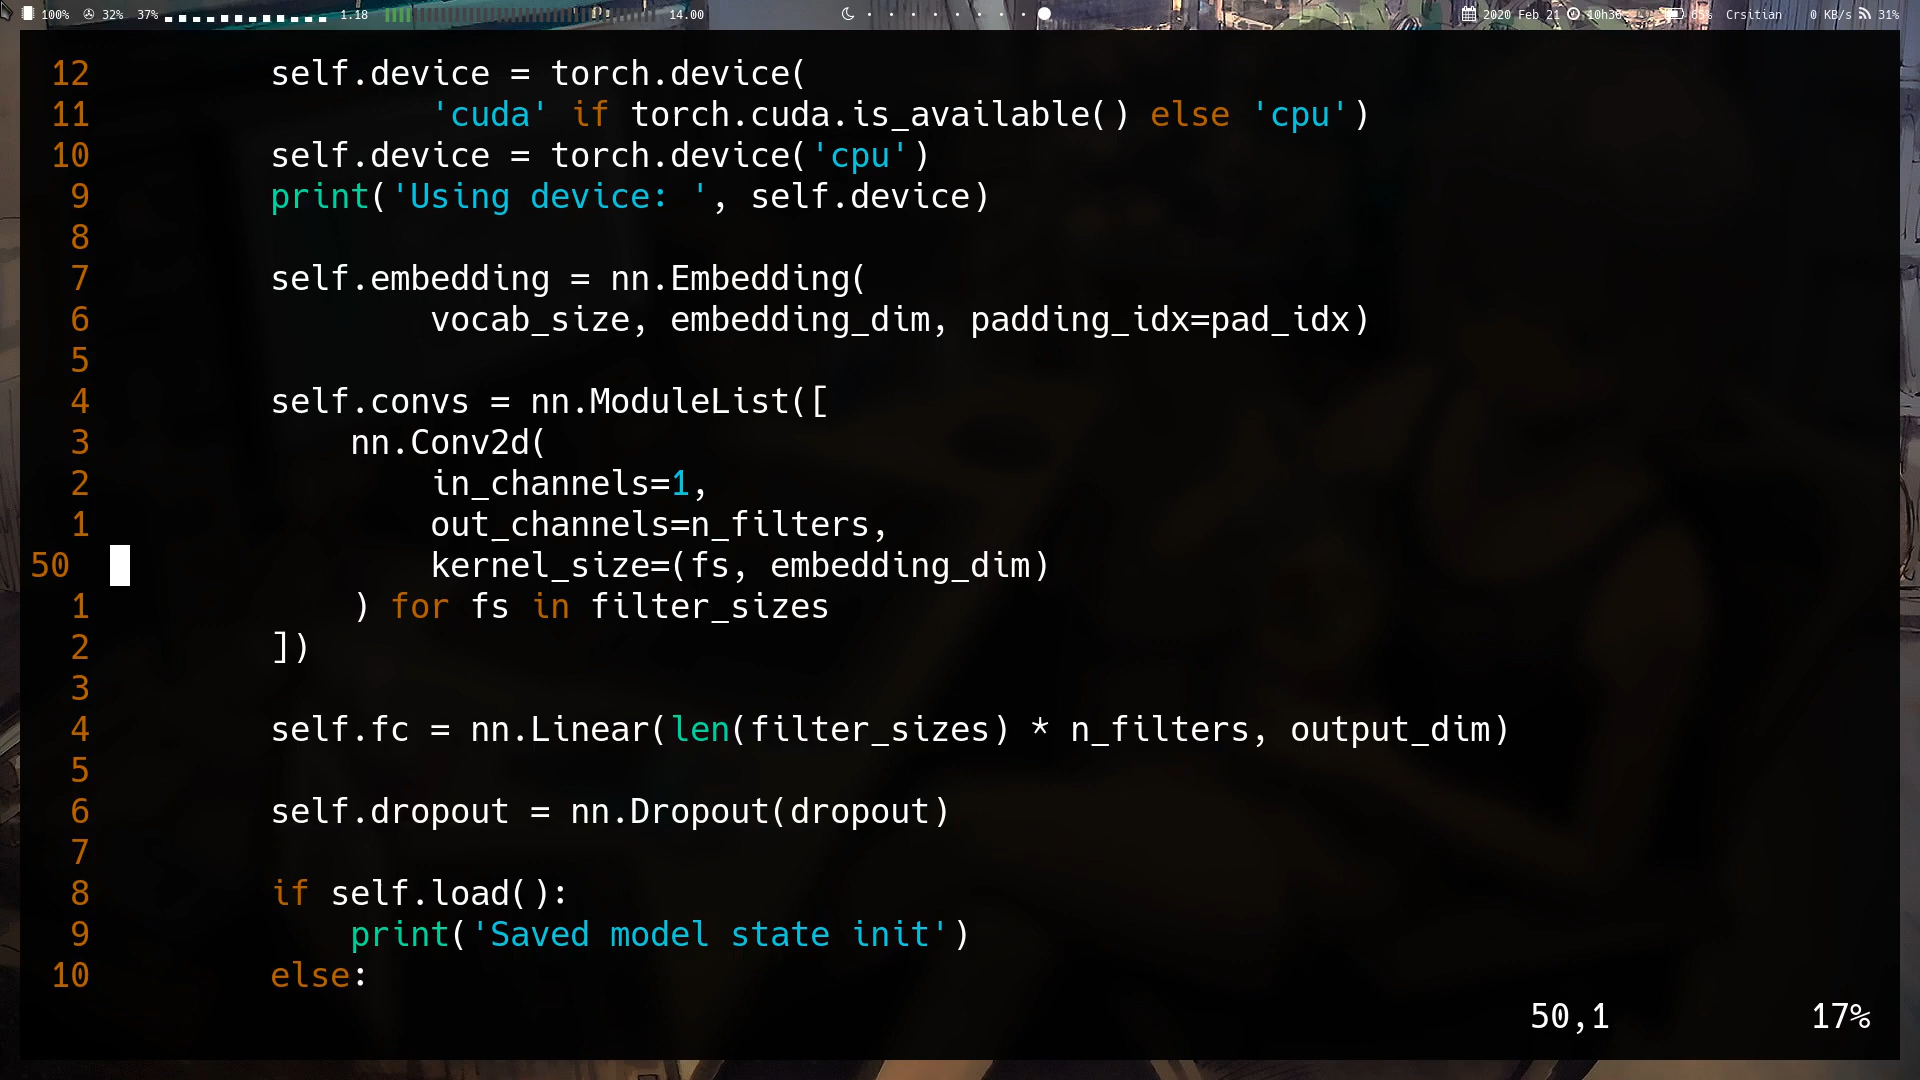 100% 32% 37% 1.18 14.00 2020 Feb 21 10h36 85% Crsitian 0 KB/s 31%
12 self.device = torch.device(
11 'cuda' if torch.cuda.is_available() else 'cpu')
10 self.device = torch.device('cpu')
9 print('Using device: ', self.device)
8
7 self.embedding = nn.Embedding(
6 vocab_size, embedding_dim, padding_idx=pad_idx)
5
4 self.convs = nn.ModuleList([
3 nn.Conv2d(
2 in_channels=1,
1 out_channels=n_filters,
50 kernel_size=(fs, embedding_dim)
1 ) for fs in filter_sizes
2 ])
3
4 self.fc = nn.Linear(len(filter_sizes) * n_filters, output_dim)
5
6 self.dropout = nn.Dropout(dropout)
7
8 if self.load():
9 print('Saved model state init')
10 else:
50,1 17%